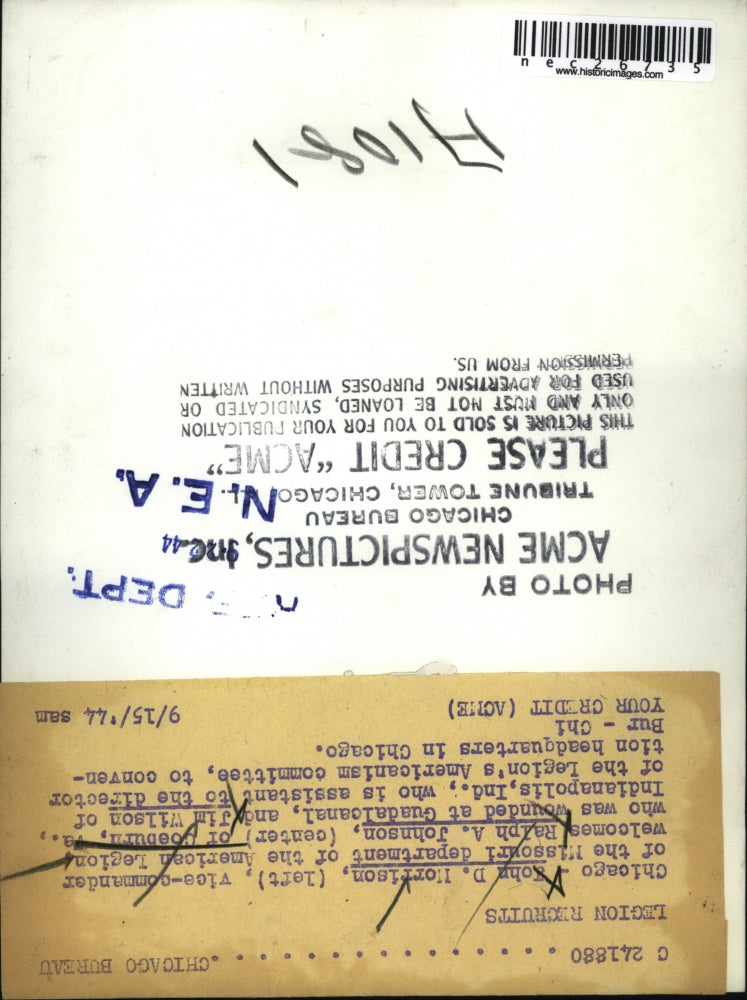 C 241880 . . . . . . . . . . . . . . . . .CHICAGO BUREAU
LEGION RECRUITS
Chicago - John D. Morrison, (left), vice-commander
of the Missouri department of the American Legion
welcomes Ralph A. Johnson, (center) of Coeburn, Va.,
who was wounded at Guadalcanal, and Jim Wilson of
Indianapolis,Ind., who is assistant to the director
of the Legion's Americanism committee, to conven-
tion headquarters in Chicago.
Bur - Chi
YOUR CREDIT (ACME) 9/15/'44 sam
DEPT.
PHOTO BY
ACME NEWSPICTURES, Inc.
CHICAGO BUREAU
TRIBUNE TOWER, CHICAGO
N. E. A.
PLEASE CREDIT "ACME"
THIS PICTURE IS SOLD TO YOU FOR YOUR PUBLICATION
ONLY AND MUST NOT BE LOANED, SYNDICATED OR
USED FOR ADVERTISING PURPOSES WITHOUT WRITTEN
PERMISSION FROM US.
nec26735
www.historicimages.com